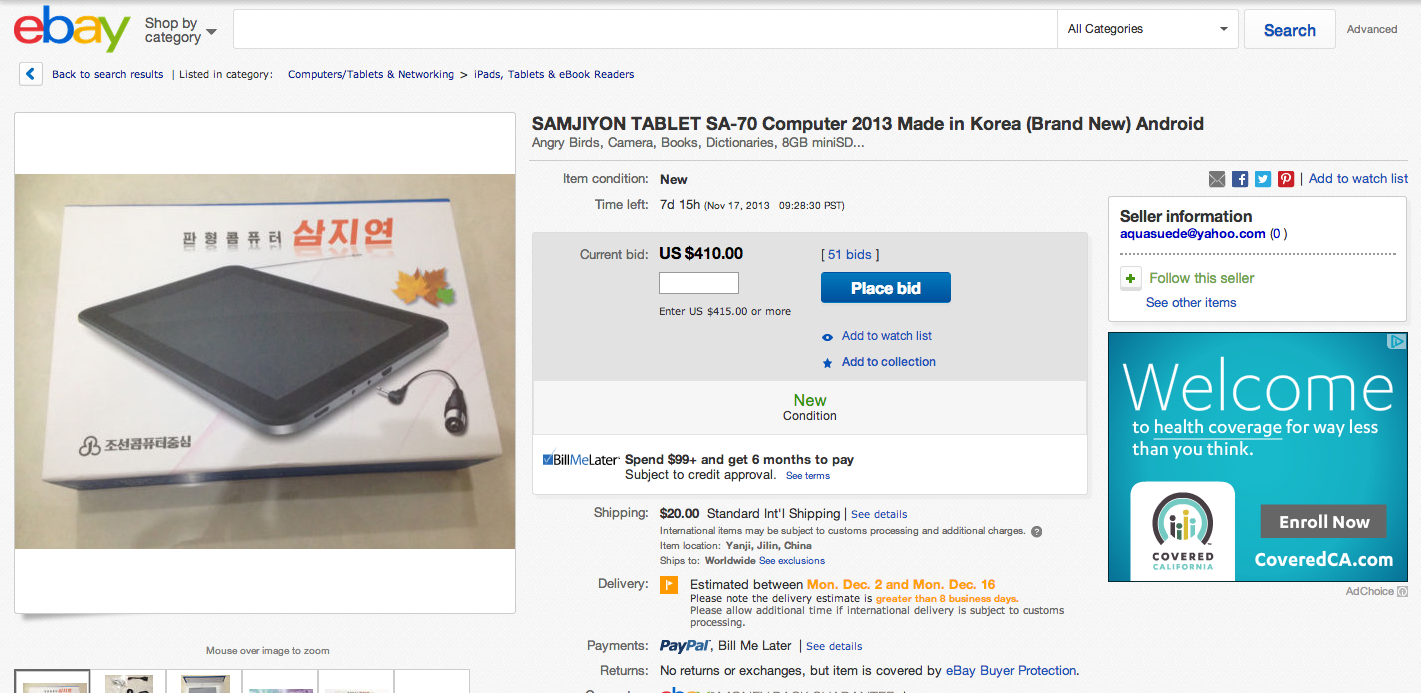 ebay
Shop by
category
All Categories
Search
Advanced
Back to search results | Listed in category: Computers/Tablets & Networking > iPads, Tablets & eBook Readers
SAMJIYON TABLET SA-70 Computer 2013 Made in Korea (Brand New) Android
Angry Birds, Camera, Books, Dictionaries, 8GB miniSD...
판형콤퓨터 삼지연
조선콤퓨터중심
Mouse over image to zoom
Item condition: New
Time left: 7d 15h (Nov 17, 2013 09:28:30 PST)
Current bid: US $410.00 [ 51 bids ]
Place bid
Enter US $415.00 or more
Add to watch list
Add to collection
New
Condition
BillMeLater Spend $99+ and get 6 months to pay
Subject to credit approval. See terms
Shipping: $20.00 Standard Int'l Shipping | See details
International items may be subject to customs processing and additional charges. ?
Item location: Yanji, Jilin, China
Ships to: Worldwide See exclusions
Delivery: Estimated between Mon. Dec. 2 and Mon. Dec. 16
Please note the delivery estimate is greater than 8 business days.
Please allow additional time if international delivery is subject to customs
processing.
Payments: PayPal, Bill Me Later | See details
Returns: No returns or exchanges, but item is covered by eBay Buyer Protection.
| Add to watch list
Seller information
aquasuede@yahoo.com (0 )
Follow this seller
See other items
Welcome
to health coverage for way less
than you think.
COVERED
CALIFORNIA
Enroll Now
CoveredCA.com
AdChoice